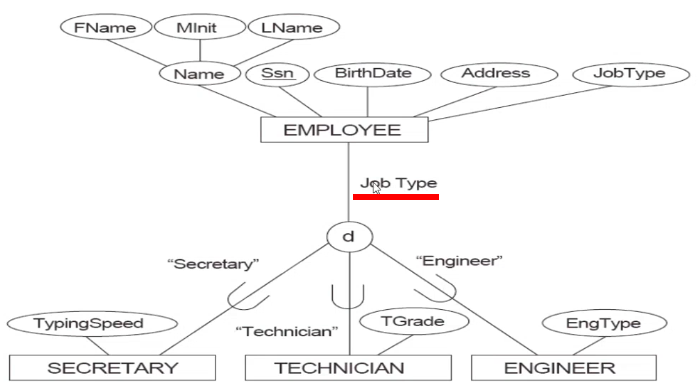 FName MInit LName
Name Ssn BirthDate Address JobType
EMPLOYEE
Job Type
d
“Secretary” “Engineer”
“Technician”
TypingSpeed TGrade EngType
SECRETARY TECHNICIAN ENGINEER